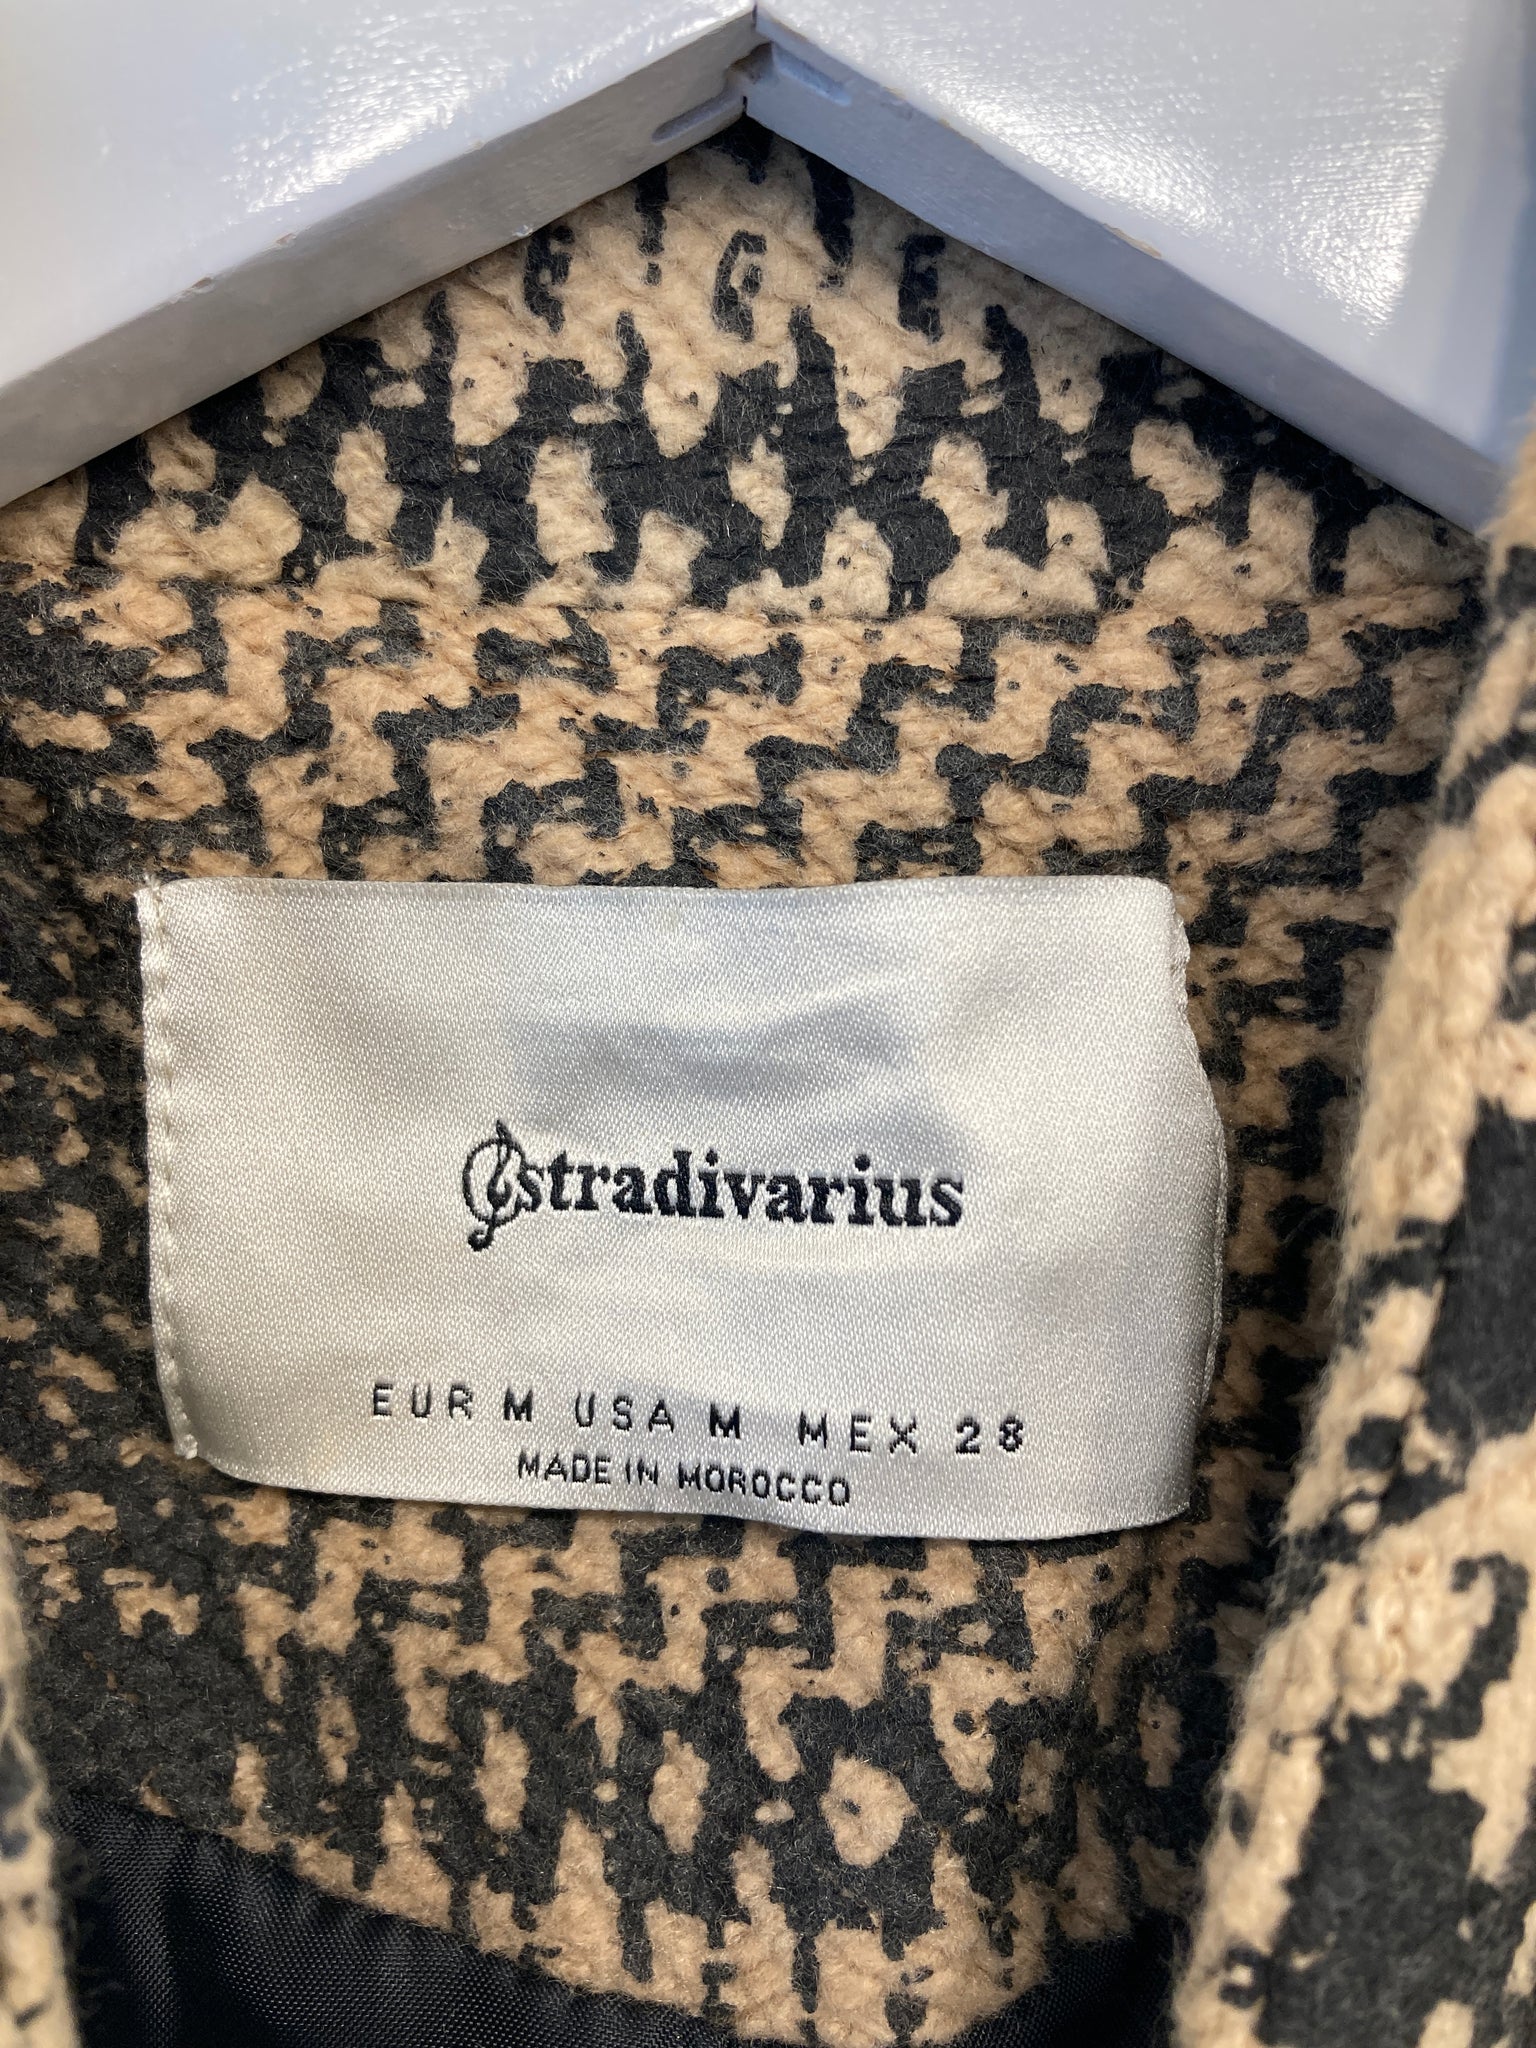 stradivarius
EUR M USA M MEX 28
MADE IN MOROCCO